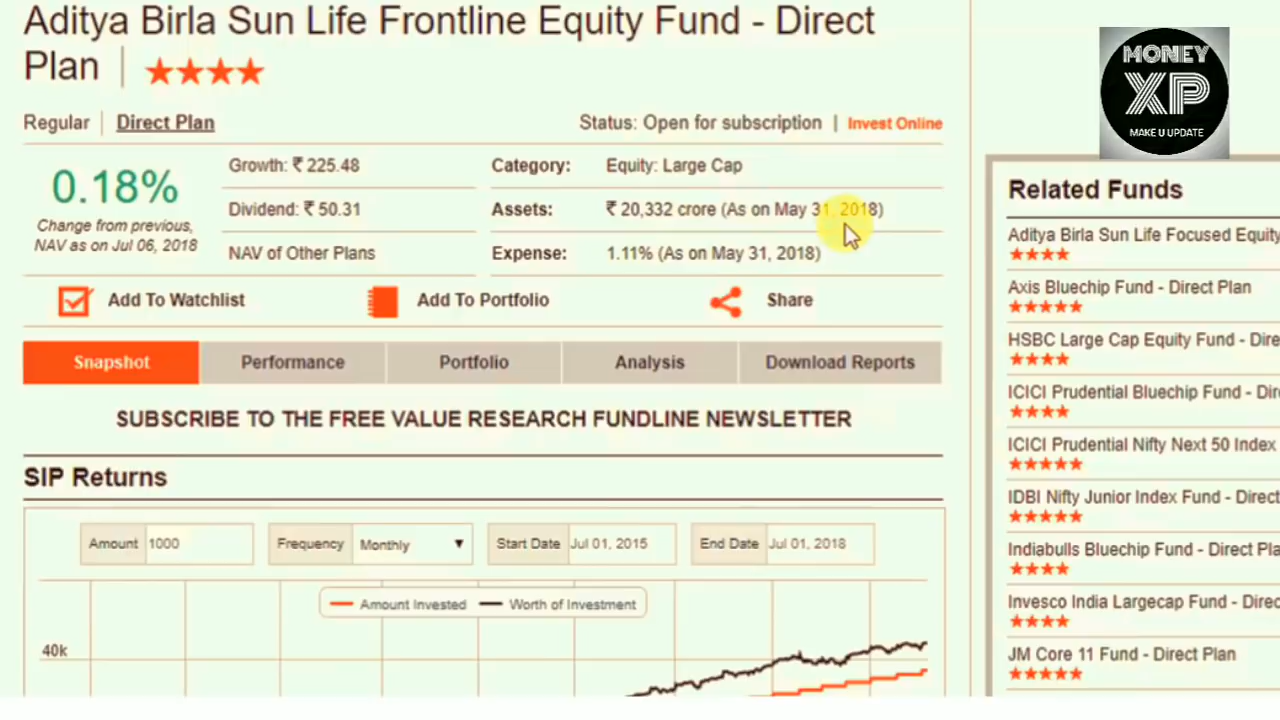 Aditya Birla Sun Life Frontline Equity Fund - Direct
Plan
Regular | Direct Plan
Status: Open for subscription | Invest Online
0.18%
Change from previous,
NAV as on Jul 06, 2018
Growth: ₹ 225.48
Dividend: ₹ 50.31
NAV of Other Plans
Category: Equity: Large Cap
Assets: ₹ 20,332 crore (As on May 31, 2018)
Expense: 1.11% (As on May 31, 2018)
Add To Watchlist
Add To Portfolio
Share
Snapshot
Performance
Portfolio
Analysis
Download Reports
SUBSCRIBE TO THE FREE VALUE RESEARCH FUNDLINE NEWSLETTER
SIP Returns
Amount 1000
Frequency Monthly
Start Date Jul 01, 2015
End Date Jul 01, 2018
Amount Invested
Worth of Investment
40k
MONEY
XP
MAKE U UPDATE
Related Funds
Aditya Birla Sun Life Focused Equity
Axis Bluechip Fund - Direct Plan
HSBC Large Cap Equity Fund - Dire
ICICI Prudential Bluechip Fund - Dir
ICICI Prudential Nifty Next 50 Index
IDBI Nifty Junior Index Fund - Direct
Indiabulls Bluechip Fund - Direct Pla
Invesco India Largecap Fund - Direc
JM Core 11 Fund - Direct Plan